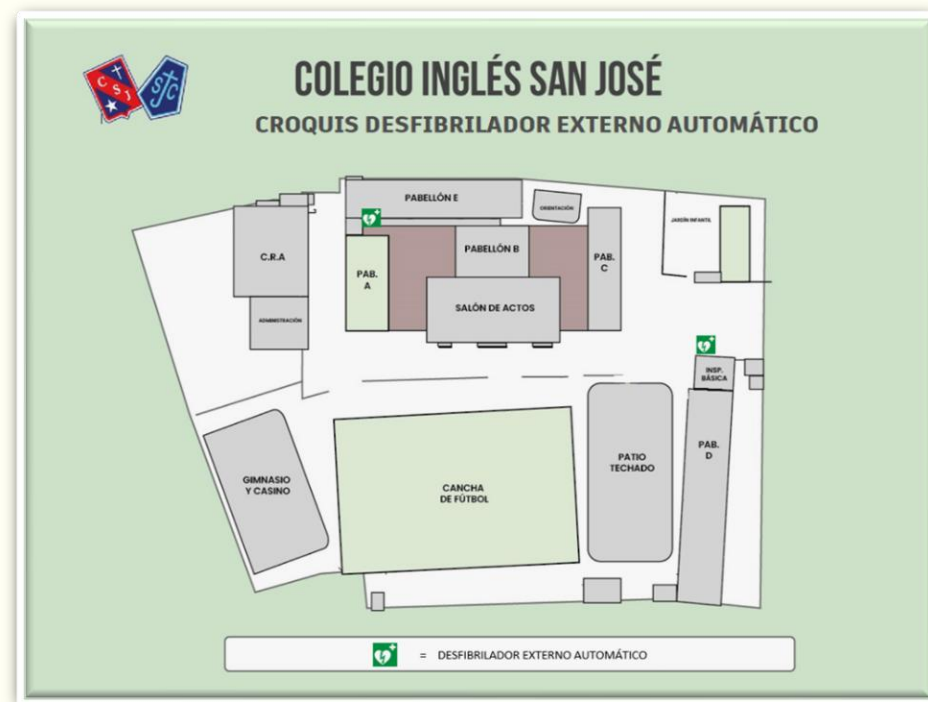 C S J
SJC
COLEGIO INGLÉS SAN JOSÉ
CROQUIS DESFIBRILADOR EXTERNO AUTOMÁTICO
PABELLÓN E
ORIENTACIÓN
JARDÍN INFANTIL
C.R.A
PAB.
A
PABELLÓN B
PAB.
C
SALÓN DE ACTOS
ADMINISTRACIÓN
INSP.
BÁSICA
PAB.
D
PATIO
TECHADO
GIMNASIO
Y CASINO
CANCHA
DE FÚTBOL
= DESFIBRILADOR EXTERNO AUTOMÁTICO